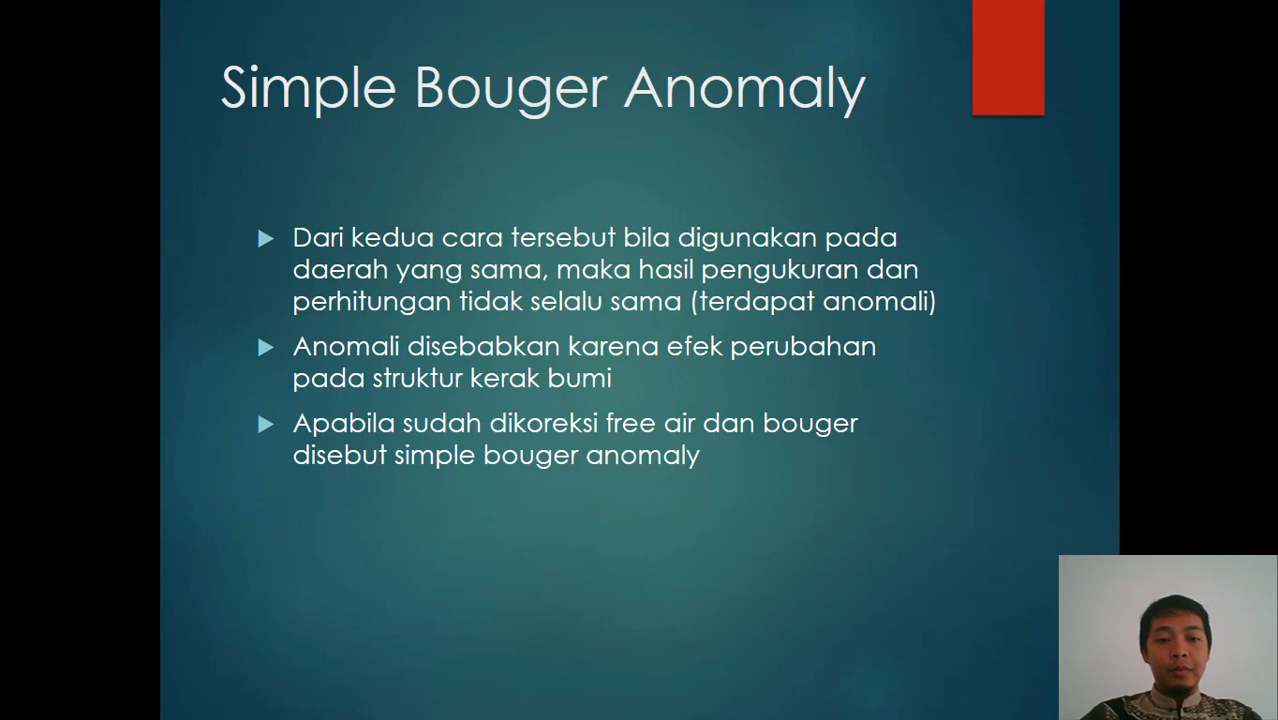 Simple Bouger Anomaly
Dari kedua cara tersebut bila digunakan pada
daerah yang sama, maka hasil pengukuran dan
perhitungan tidak selalu sama (terdapat anomali)
Anomali disebabkan karena efek perubahan
pada struktur kerak bumi
Apabila sudah dikoreksi free air dan bouger
disebut simple bouger anomaly